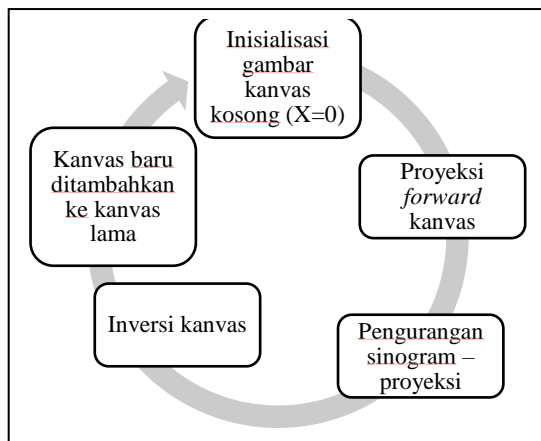 Inisialisasi
gambar
kanvas
kosong (X=0)
Proyeksi
forward
kanvas
Pengurangan
sinogram –
proyeksi
Inversi kanvas
Kanvas baru
ditambahkan
ke kanvas
lama